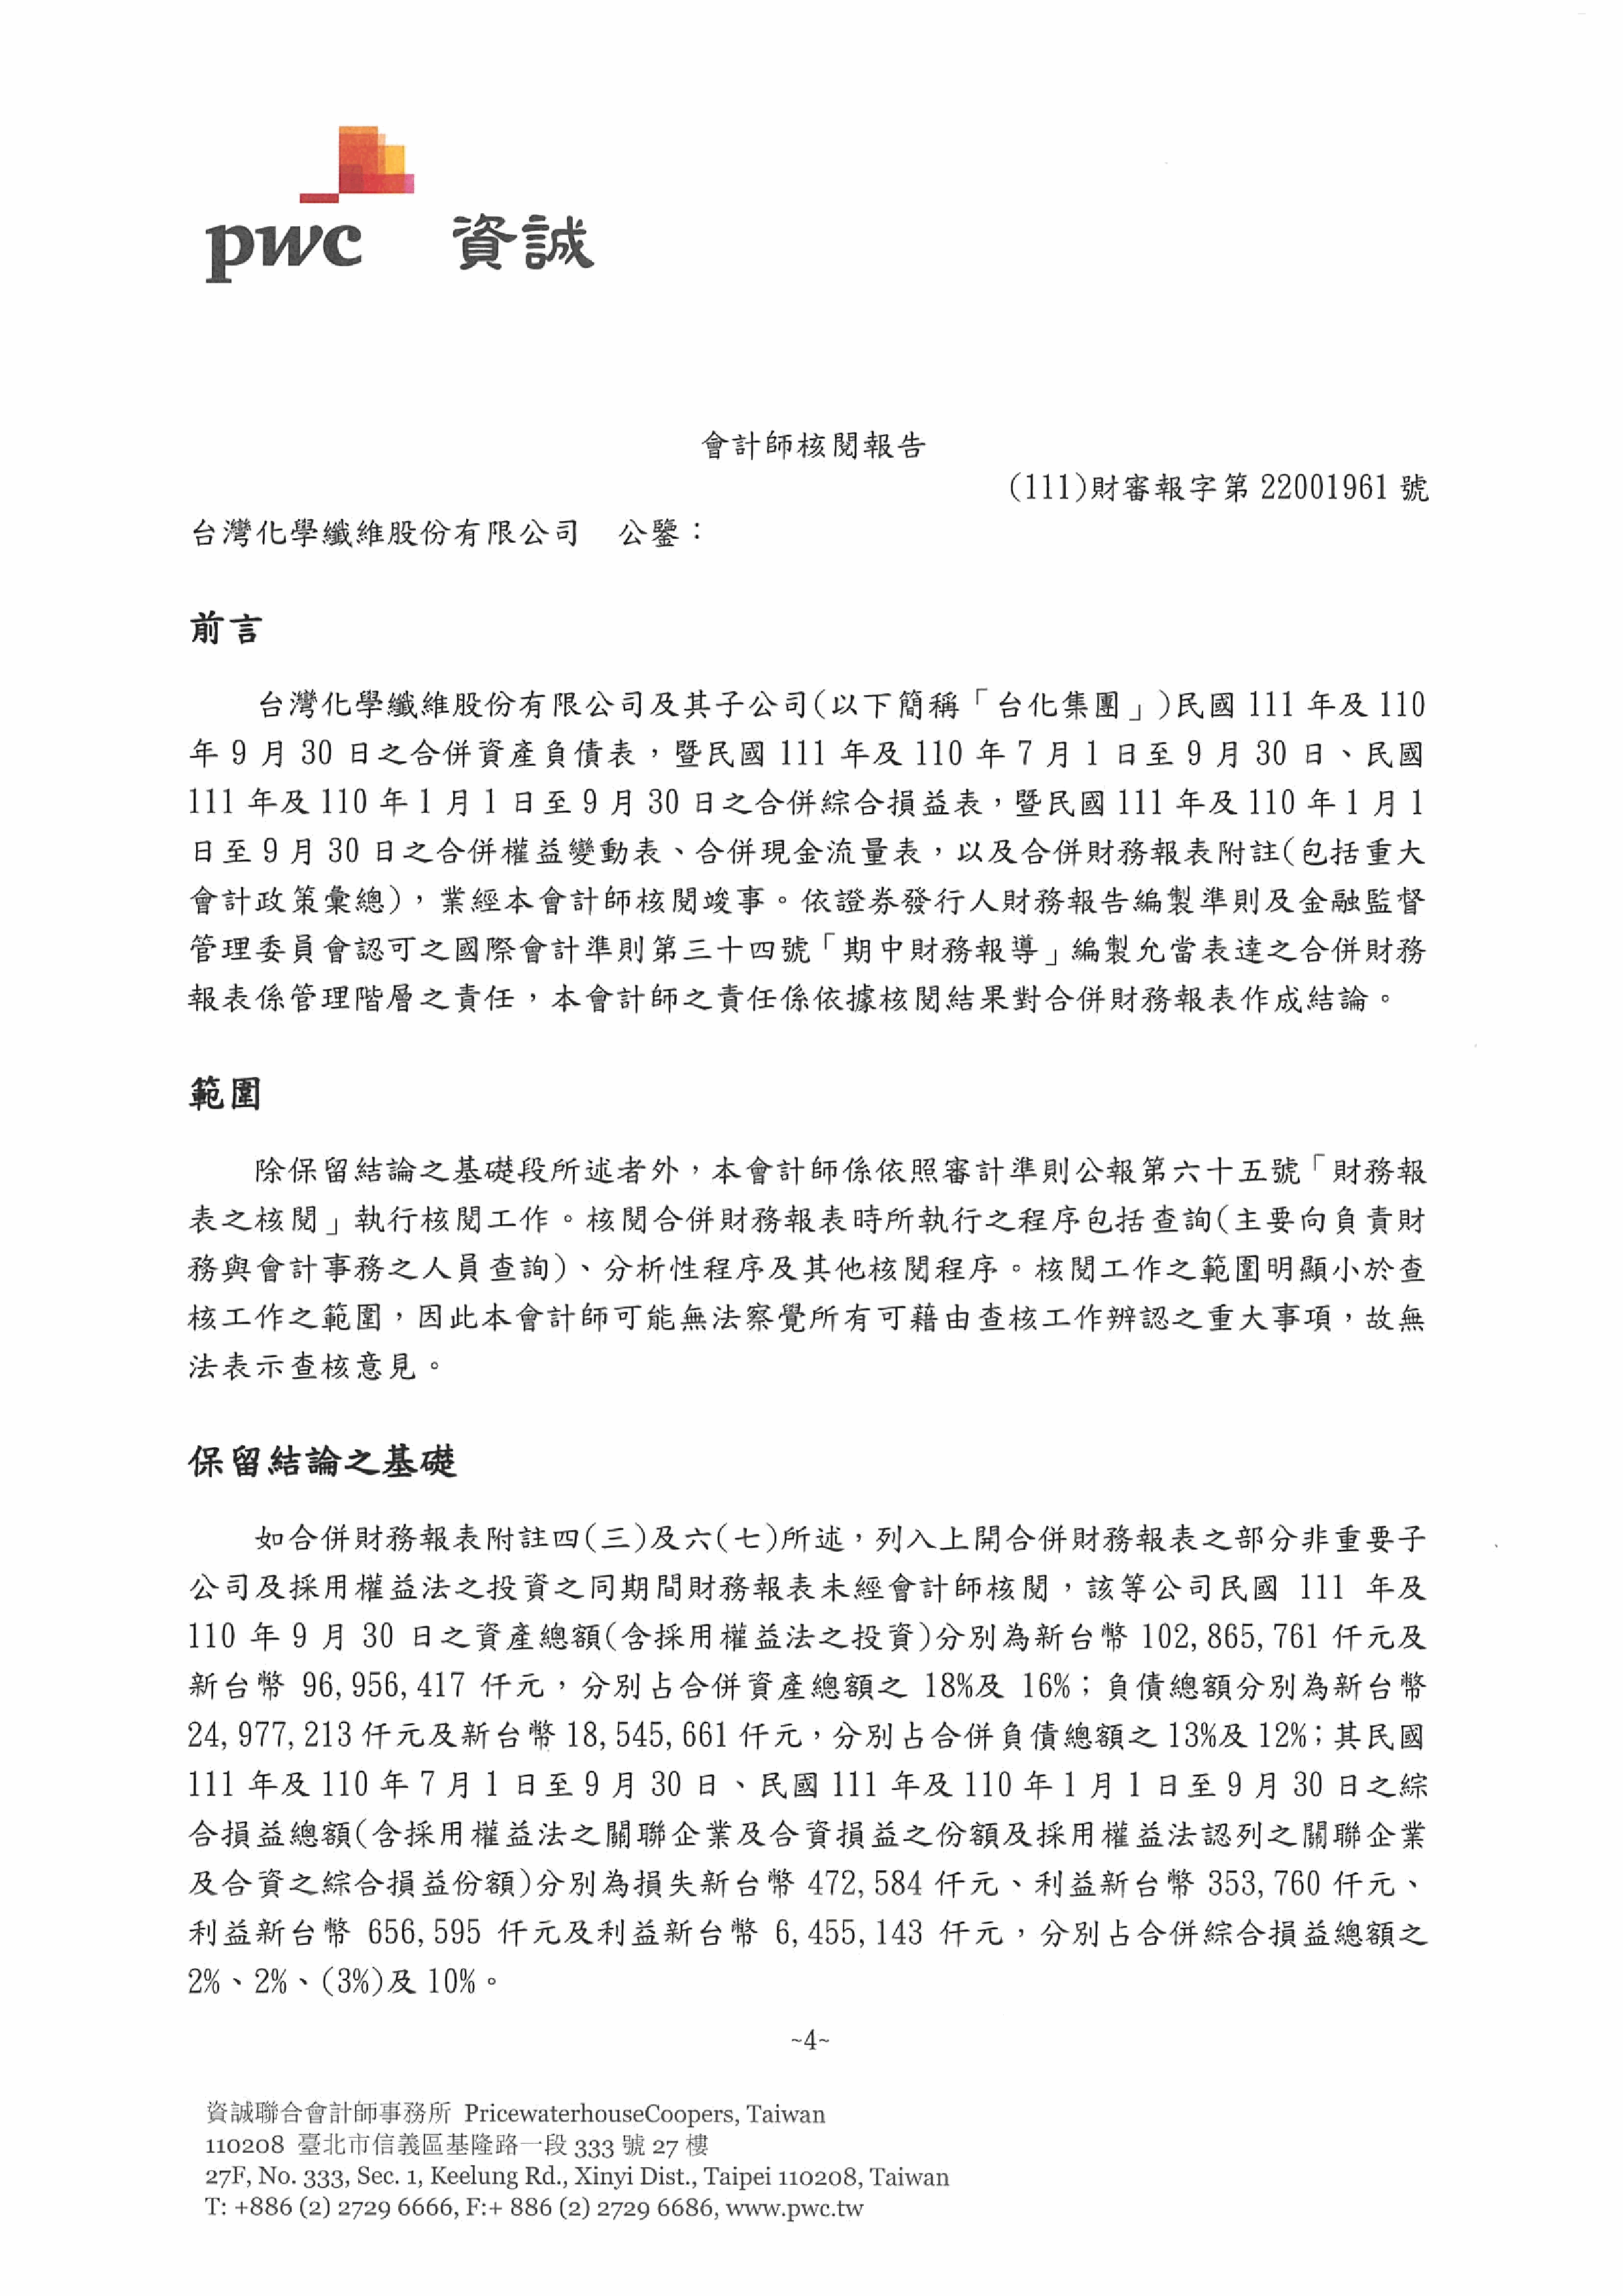 pwc 資誠
會計師核閱報告
(111)財審報字第 22001961 號
台灣化學纖維股份有限公司 公鑒：
前言
台灣化學纖維股份有限公司及其子公司(以下簡稱「台化集團」)民國 111 年及 110
年 9 月 30 日之合併資產負債表，暨民國 111 年及 110 年 7 月 1 日至 9 月 30 日、民國
111 年及 110 年 1 月 1 日至 9 月 30 日之合併綜合損益表，暨民國 111 年及 110 年 1 月 1
日至 9 月 30 日之合併權益變動表、合併現金流量表，以及合併財務報表附註(包括重大
會計政策彙總)，業經本會計師核閱竣事。依證券發行人財務報告編製準則及金融監督
管理委員會認可之國際會計準則第三十四號「期中財務報導」編製允當表達之合併財務
報表係管理階層之責任，本會計師之責任係依據核閱結果對合併財務報表作成結論。
範圍
除保留結論之基礎段所述者外，本會計師係依照審計準則公報第六十五號「財務報
表之核閱」執行核閱工作。核閱合併財務報表時所執行之程序包括查詢(主要向負責財
務與會計事務之人員查詢)、分析性程序及其他核閱程序。核閱工作之範圍明顯小於查
核工作之範圍，因此本會計師可能無法察覺所有可藉由查核工作辨認之重大事項，故無
法表示查核意見。
保留結論之基礎
如合併財務報表附註四(三)及六(七)所述，列入上開合併財務報表之部分非重要子
公司及採用權益法之投資之同期間財務報表未經會計師核閱，該等公司民國 111 年及
110 年 9 月 30 日之資產總額(含採用權益法之投資)分別為新台幣 102,865,761 仟元及
新台幣 96,956,417 仟元，分別占合併資產總額之 18%及 16%；負債總額分別為新台幣
24,977,213 仟元及新台幣 18,545,661 仟元，分別占合併負債總額之 13%及 12%；其民國
111 年及 110 年 7 月 1 日至 9 月 30 日、民國 111 年及 110 年 1 月 1 日至 9 月 30 日之綜
合損益總額(含採用權益法之關聯企業及合資損益之份額及採用權益法認列之關聯企業
及合資之綜合損益份額)分別為損失新台幣 472,584 仟元、利益新台幣 353,760 仟元、
利益新台幣 656,595 仟元及利益新台幣 6,455,143 仟元，分別占合併綜合損益總額之
2%、2%、(3%)及 10%。
~4~
資誠聯合會計師事務所 PricewaterhouseCoopers, Taiwan
110208 臺北市信義區基隆路一段 333 號 27 樓
27F, No. 333, Sec. 1, Keelung Rd., Xinyi Dist., Taipei 110208, Taiwan
T: +886 (2) 2729 6666, F:+ 886 (2) 2729 6686, www.pwc.tw